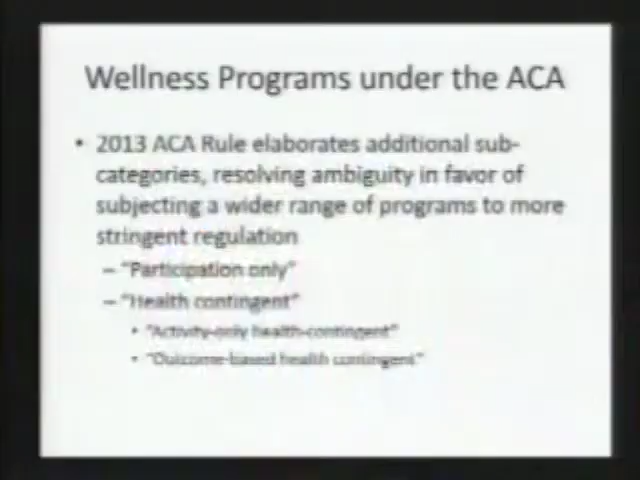 Wellness Programs under the ACA
• 2013 ACA Rule elaborates additional sub-
categories, resolving ambiguity in favor of
subjecting a wider range of programs to more
stringent regulation
– "Participation only"
– "Health contingent"
• "Activity-only health-contingent"
• "Outcome-based health contingent"